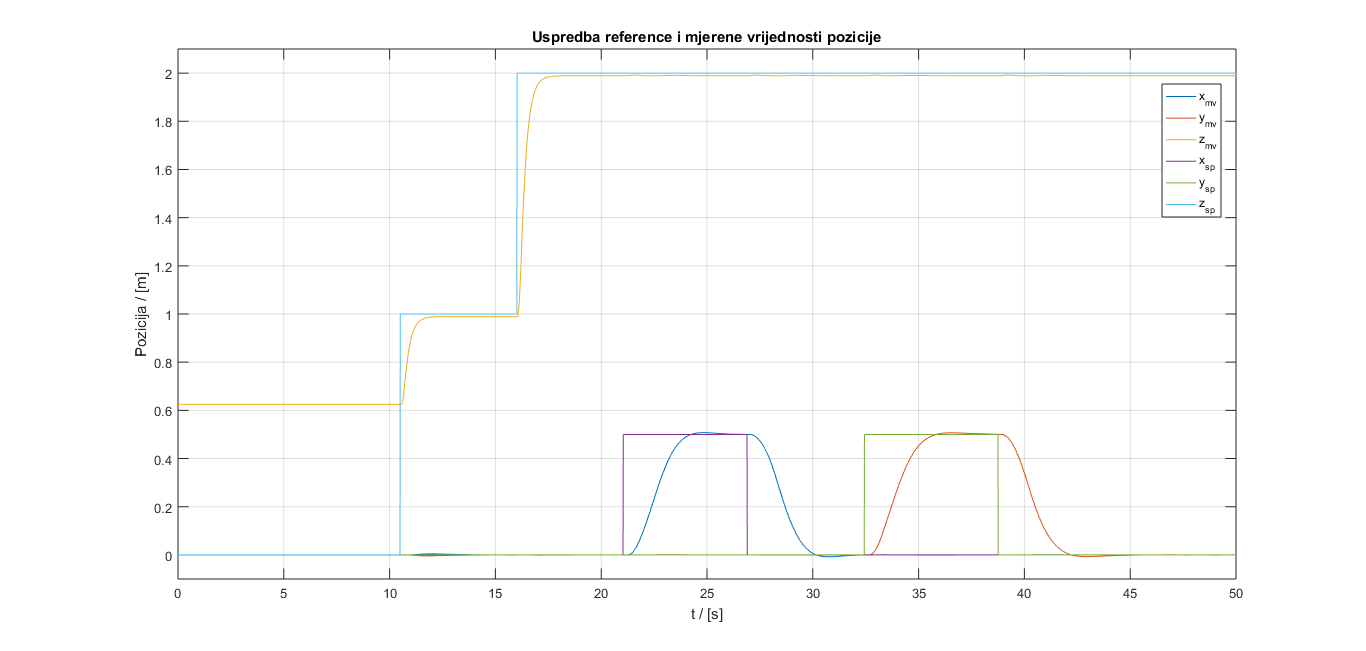 Uspredba reference i mjerene vrijednosti pozicije
2
1.8
1.6
1.4
1.2
1
0.8
0.6
0.4
0.2
0
Pozicija / [m]
x_mv
y_mv
z_mv
x_sp
y_sp
z_sp
0 5 10 15 20 25 30 35 40 45 50
t / [s]